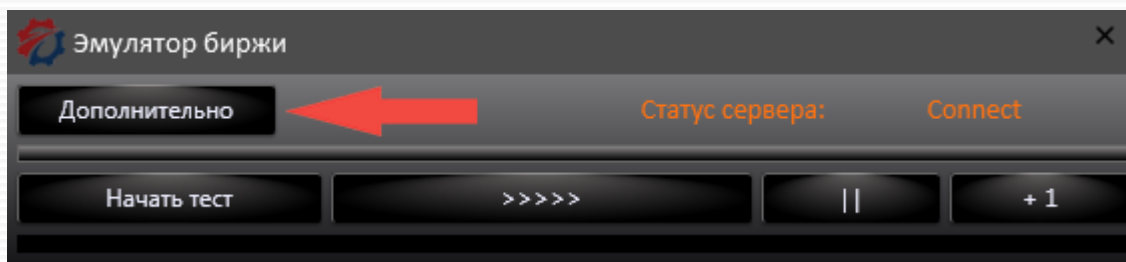 Эмулятор биржи
Дополнительно Статус сервера: Connect
Начать тест >>>>> || + 1